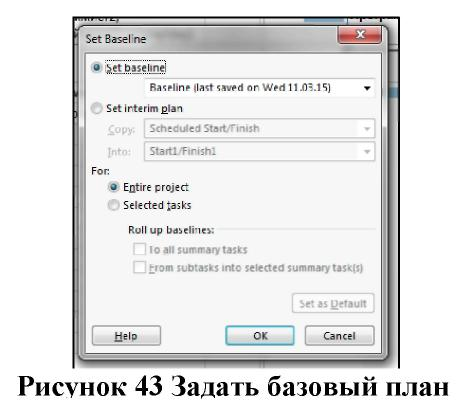 Set Baseline
Set baseline
Baseline (last saved on Wed 11.03.15)
Set interim plan
Copy: Scheduled Start/Finish
Into: Start1/Finish1
For:
Entire project
Selected tasks
Roll up baselines:
To all summary tasks
From subtasks into selected summary task(s)
Set as Default
Help OK Cancel
Рисунок 43 Задать базовый план